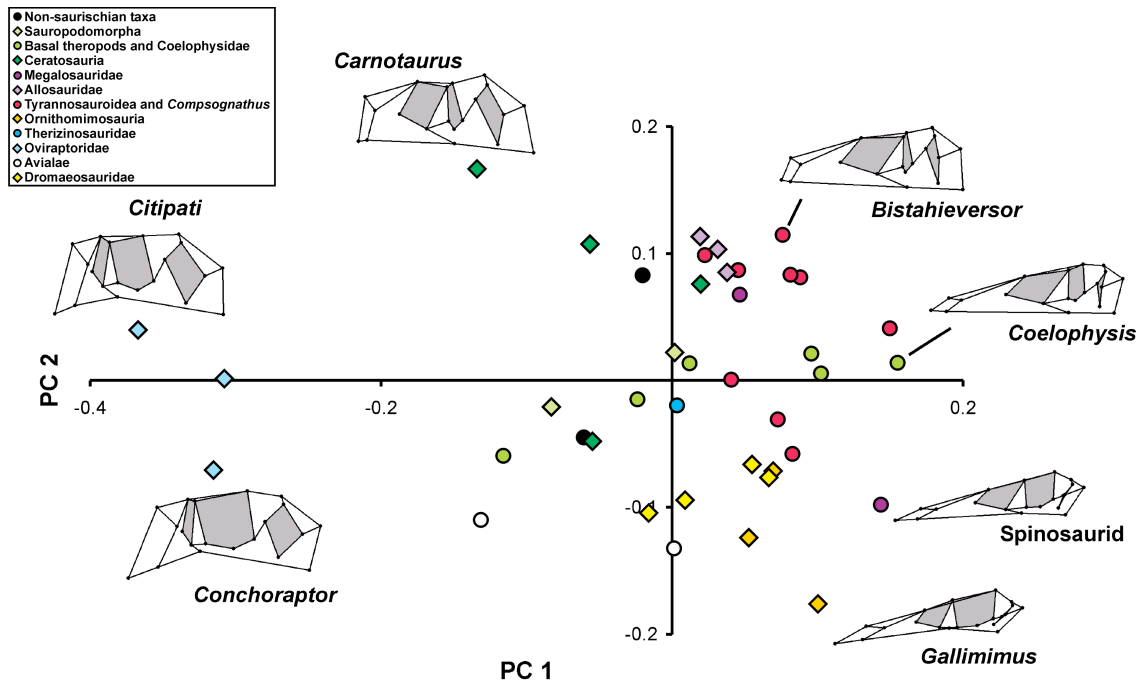 Non-saurischian taxa
Sauropodomorpha
Basal theropods and Coelophysidae
Ceratosauria
Megalosauridae
Allosauridae
Tyrannosauroidea and Compsognathus
Ornithomimosauria
Therizinosauridae
Oviraptoridae
Avialae
Dromaeosauridae
Carnotaurus
Citipati
Bistahieversor
Coelophysis
Conchoraptor
Spinosaurid
Gallimimus
0.2
0.1
-0.1
-0.2
-0.4
-0.2
0.2
PC 2
PC 1